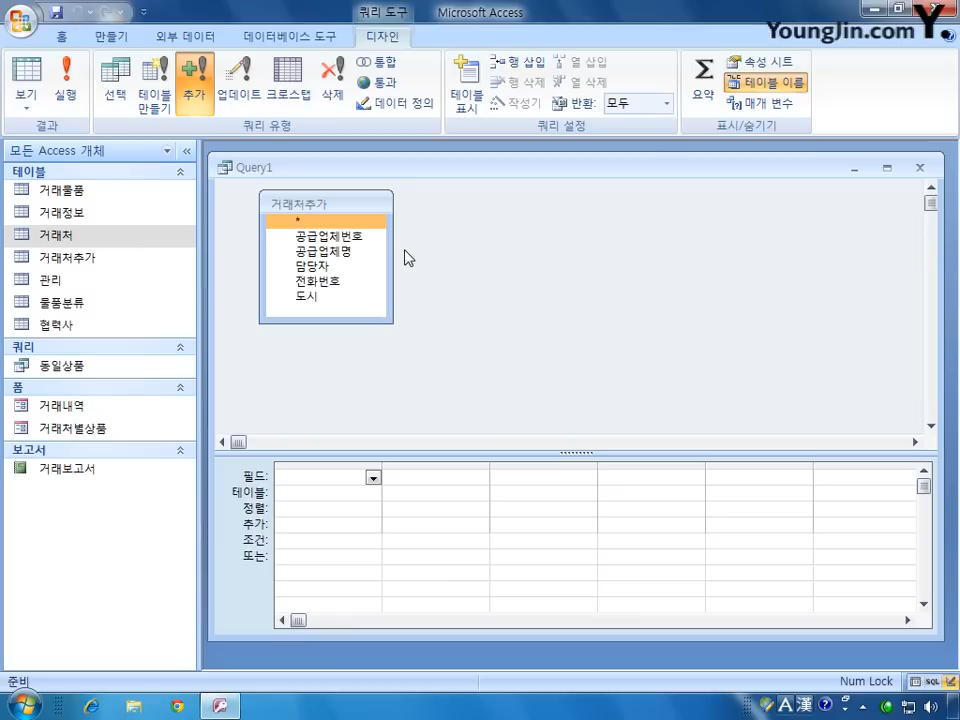 쿼리 도구
Microsoft Access
YoungJin.com Y.
홈
만들기
외부 데이터
데이터베이스 도구
디자인
보기
실행
결과
선택
테이블
만들기
추가
업데이트
크로스탭
삭제
통합
통과
데이터 정의
쿼리 유형
테이블
표시
행 삽입
행 삭제
작성기
열 삽입
열 삭제
반환:
모두
쿼리 설정
요약
속성 시트
테이블 이름
매개 변수
표시/숨기기
모든 Access 개체
테이블
거래물품
거래정보
거래처
거래처추가
관리
물품분류
협력사
쿼리
동일상품
폼
거래내역
거래처별상품
보고서
거래보고서
Query1
거래처추가
*
공급업체번호
공급업체명
담당자
전화번호
도시
필드:
테이블:
정렬:
추가:
조건:
또는:
준비
Num Lock
SQL
A 漢